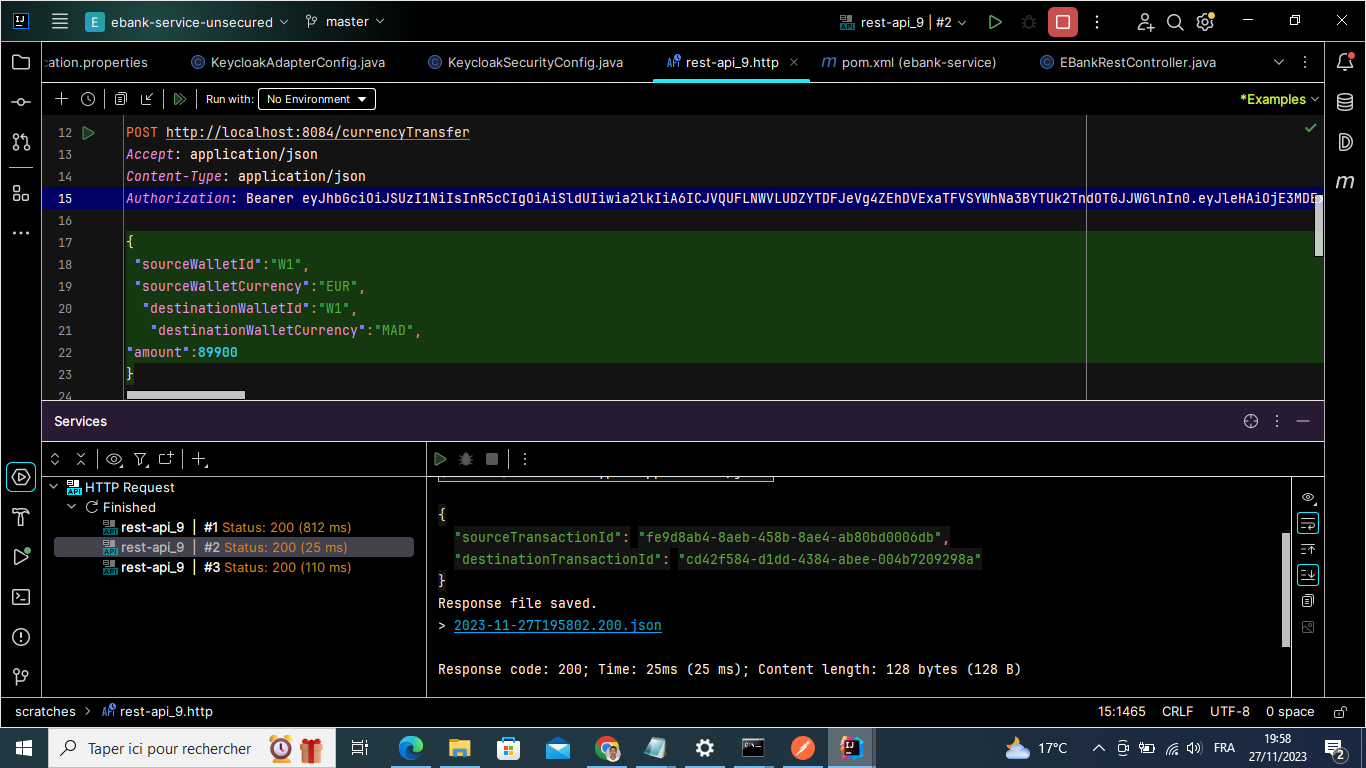 E ebank-service-unsecured master rest-api_9 | #2
ation.properties KeycloakAdapterConfig.java KeycloakSecurityConfig.java rest-api_9.http pom.xml (ebank-service) EBankRestController.java
Run with: No Environment *Examples
12 POST http://localhost:8084/currencyTransfer
13 Accept: application/json
14 Content-Type: application/json
15 Authorization: Bearer
16
17 {
18 "sourceWalletId":"W1",
19 "sourceWalletCurrency":"EUR",
20 "destinationWalletId":"W1",
21 "destinationWalletCurrency":"MAD",
22 "amount":89900
23 }
24
Services
HTTP Request
Finished
rest-api_9 | #1 Status: 200 (812 ms)
rest-api_9 | #2 Status: 200 (25 ms)
rest-api_9 | #3 Status: 200 (110 ms)
{
"sourceTransactionId": "fe9d8ab4-8aeb-458b-8ae4-ab80bd0006db",
"destinationTransactionId": "cd42f584-d1dd-4384-abee-004b7209298a"
}
Response file saved.
> 2023-11-27T195802.200.json
Response code: 200; Time: 25ms (25 ms); Content length: 128 bytes (128 B)
scratches > rest-api_9.http 15:1465 CRLF UTF-8 0 space
Taper ici pour rechercher 17°C FRA 19:58
27/11/2023 2